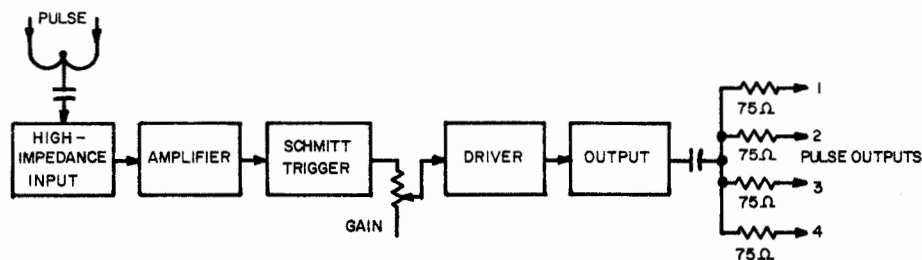 PULSE
HIGH-
IMPEDANCE
INPUT
AMPLIFIER
SCHMITT
TRIGGER
GAIN
DRIVER
OUTPUT
75Ω
1
75Ω
2
PULSE OUTPUTS
75Ω
3
75Ω
4